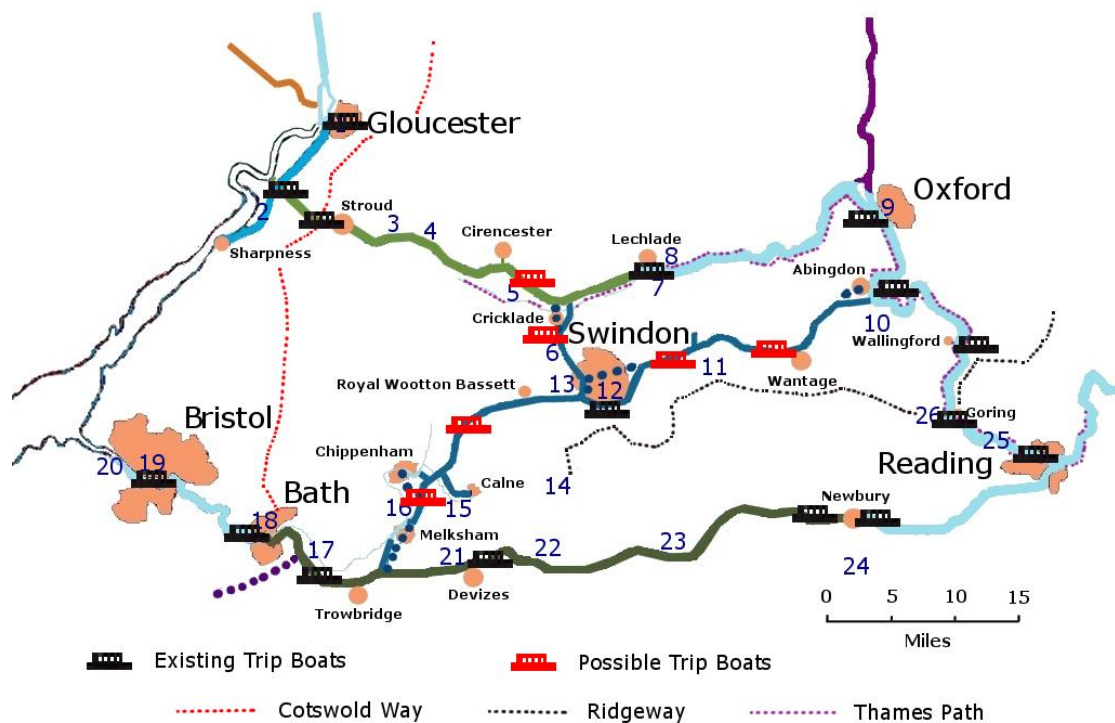 Gloucester
Stroud
2
3
4
Sharpness
Cirencester
Lechlade
8
7
5
Cricklade
6
Oxford
9
Abingdon
10
Wallingford
Swindon
13
12
11
Wantage
Royal Wootton Bassett
Bristol
20
19
Chippenham
Calne
14
16
15
26
Goring
25
Reading
Bath
18
17
Melksham
21
22
23
Newbury
24
Devizes
Trowbridge
0 5 10 15
Miles
Existing Trip Boats
Possible Trip Boats
Cotswold Way
Ridgeway
Thames Path